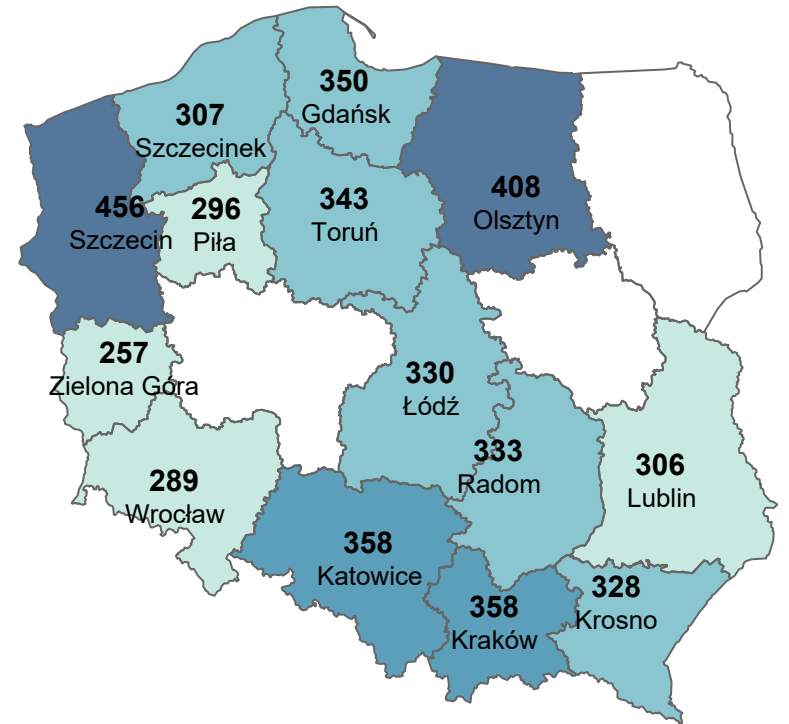 350
Gdańsk
307
Szczecinek
456
Szczecin
296
Piła
343
Toruń
408
Olsztyn
257
Zielona Góra
330
Łódź
289
Wrocław
333
Radom
306
Lublin
358
Katowice
358
Kraków
328
Krosno